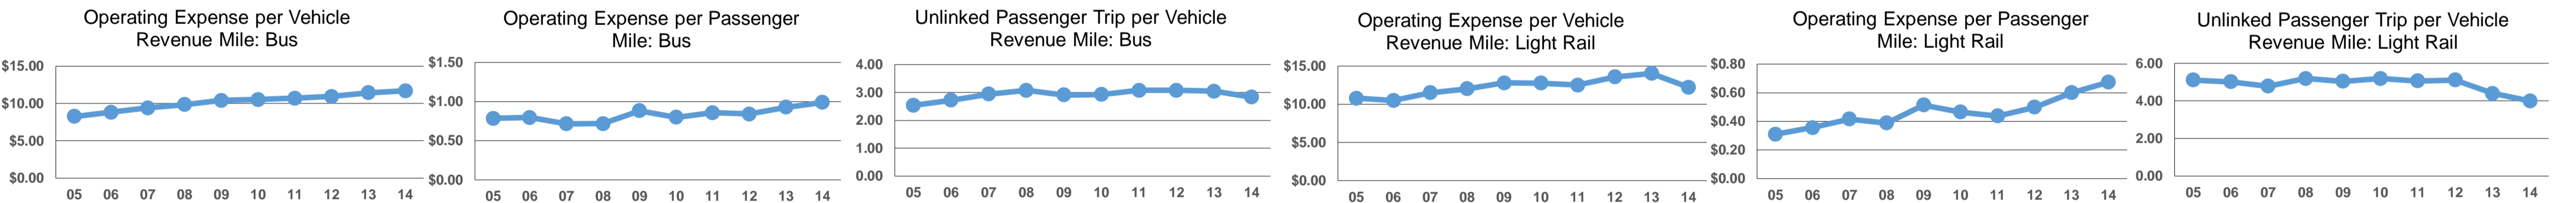 Operating Expense per Vehicle
Revenue Mile: Bus
$15.00
$10.00
$5.00
$0.00
05 06 07 08 09 10 11 12 13 14
Operating Expense per Passenger
Mile: Bus
$1.50
$1.00
$0.50
$0.00
05 06 07 08 09 10 11 12 13 14
Unlinked Passenger Trip per Vehicle
Revenue Mile: Bus
4.00
3.00
2.00
1.00
0.00
05 06 07 08 09 10 11 12 13 14
Operating Expense per Vehicle
Revenue Mile: Light Rail
$15.00
$10.00
$5.00
$0.00
05 06 07 08 09 10 11 12 13 14
Operating Expense per Passenger
Mile: Light Rail
$0.80
$0.60
$0.40
$0.20
$0.00
05 06 07 08 09 10 11 12 13 14
Unlinked Passenger Trip per Vehicle
Revenue Mile: Light Rail
6.00
4.00
2.00
0.00
05 06 07 08 09 10 11 12 13 14